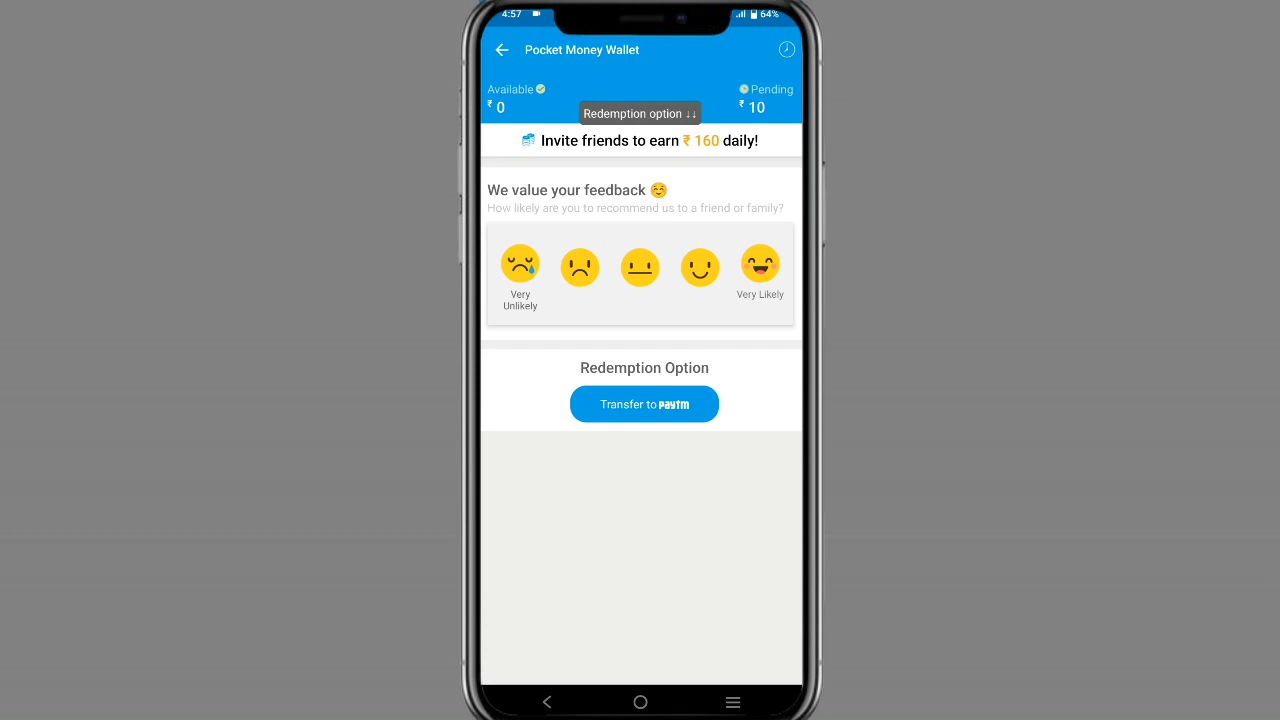 4:57 64%
Pocket Money Wallet
Available Pending
₹ 0 ₹ 10
Redemption option ↓↓
Invite friends to earn ₹ 160 daily!
We value your feedback
How likely are you to recommend us to a friend or family?
Very Unlikely
Very Likely
Redemption Option
Transfer to paytm